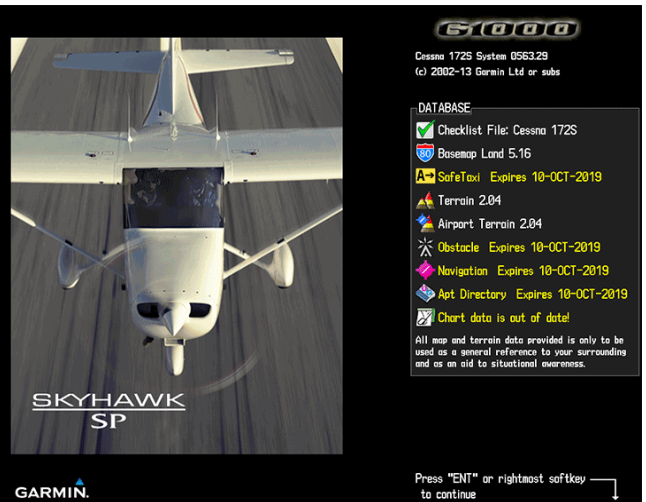 G1000
Cessna 172S System 0563.29
(c) 2002-13 Garmin Ltd or subs
DATABASE
Checklist File: Cessna 172S
80 Basemap Land 5.16
A→ SafeTaxi Expires 10-OCT-2019
Terrain 2.04
Airport Terrain 2.04
Obstacle Expires 10-OCT-2019
Navigation Expires 10-OCT-2019
Apt Directory Expires 10-OCT-2019
Chart data is out of date!
All map and terrain data provided is only to be
used as a general reference to your surrounding
and as an aid to situational awareness.
SKYHAWK
SP
GARMIN.
Press "ENT" or rightmost softkey
to continue